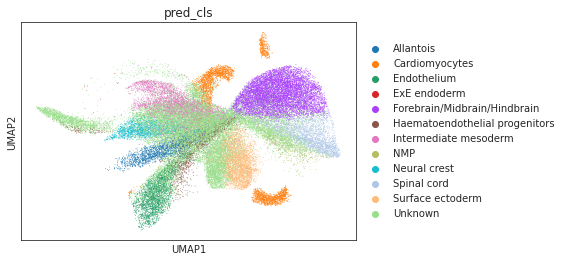 pred_cls
UMAP2
UMAP1
Allantois
Cardiomyocytes
Endothelium
ExE endoderm
Forebrain/Midbrain/Hindbrain
Haematoendothelial progenitors
Intermediate mesoderm
NMP
Neural crest
Spinal cord
Surface ectoderm
Unknown